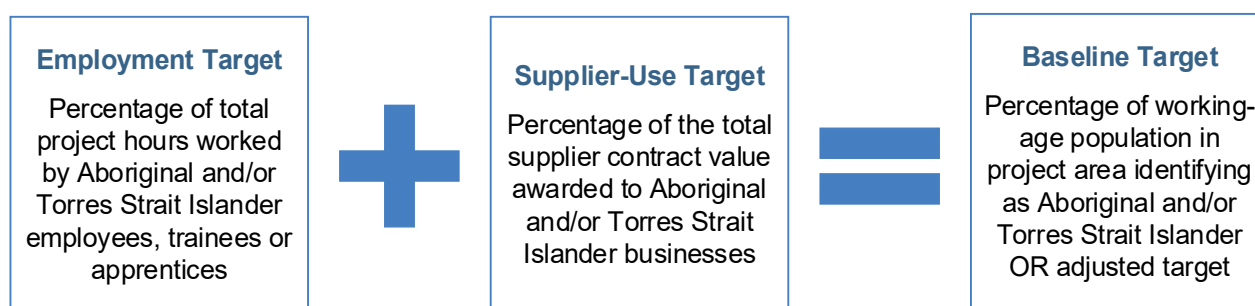 Employment Target
Percentage of total
project hours worked
by Aboriginal and/or
Torres Strait Islander
employees, trainees or
apprentices
Supplier-Use Target
Percentage of the total
supplier contract value
awarded to Aboriginal
and/or Torres Strait
Islander businesses
Baseline Target
Percentage of working-
age population in
project area identifying
as Aboriginal and/or
Torres Strait Islander
OR adjusted target